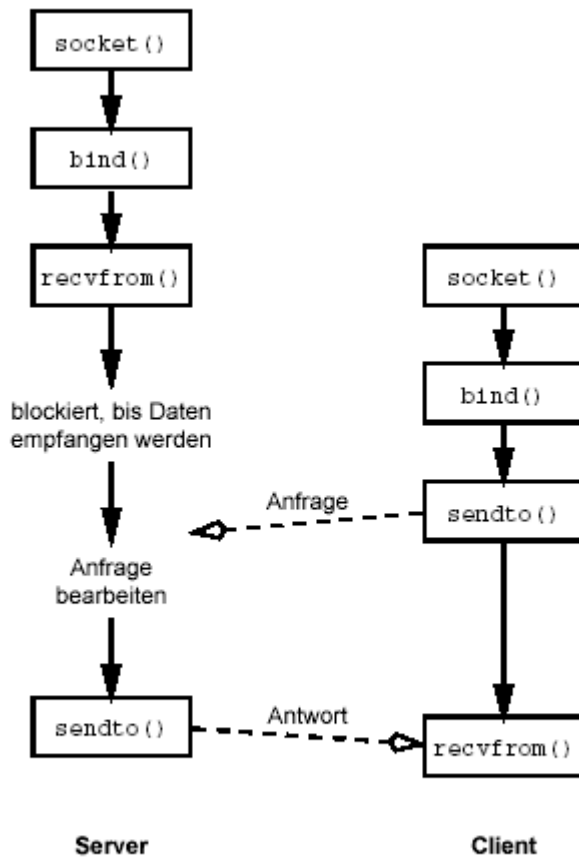 socket()
bind()
recvfrom()
blockiert, bis Daten
empfangen werden
Anfrage
bearbeiten
sendto()
Server
socket()
bind()
sendto()
recvfrom()
Client
Anfrage
Antwort